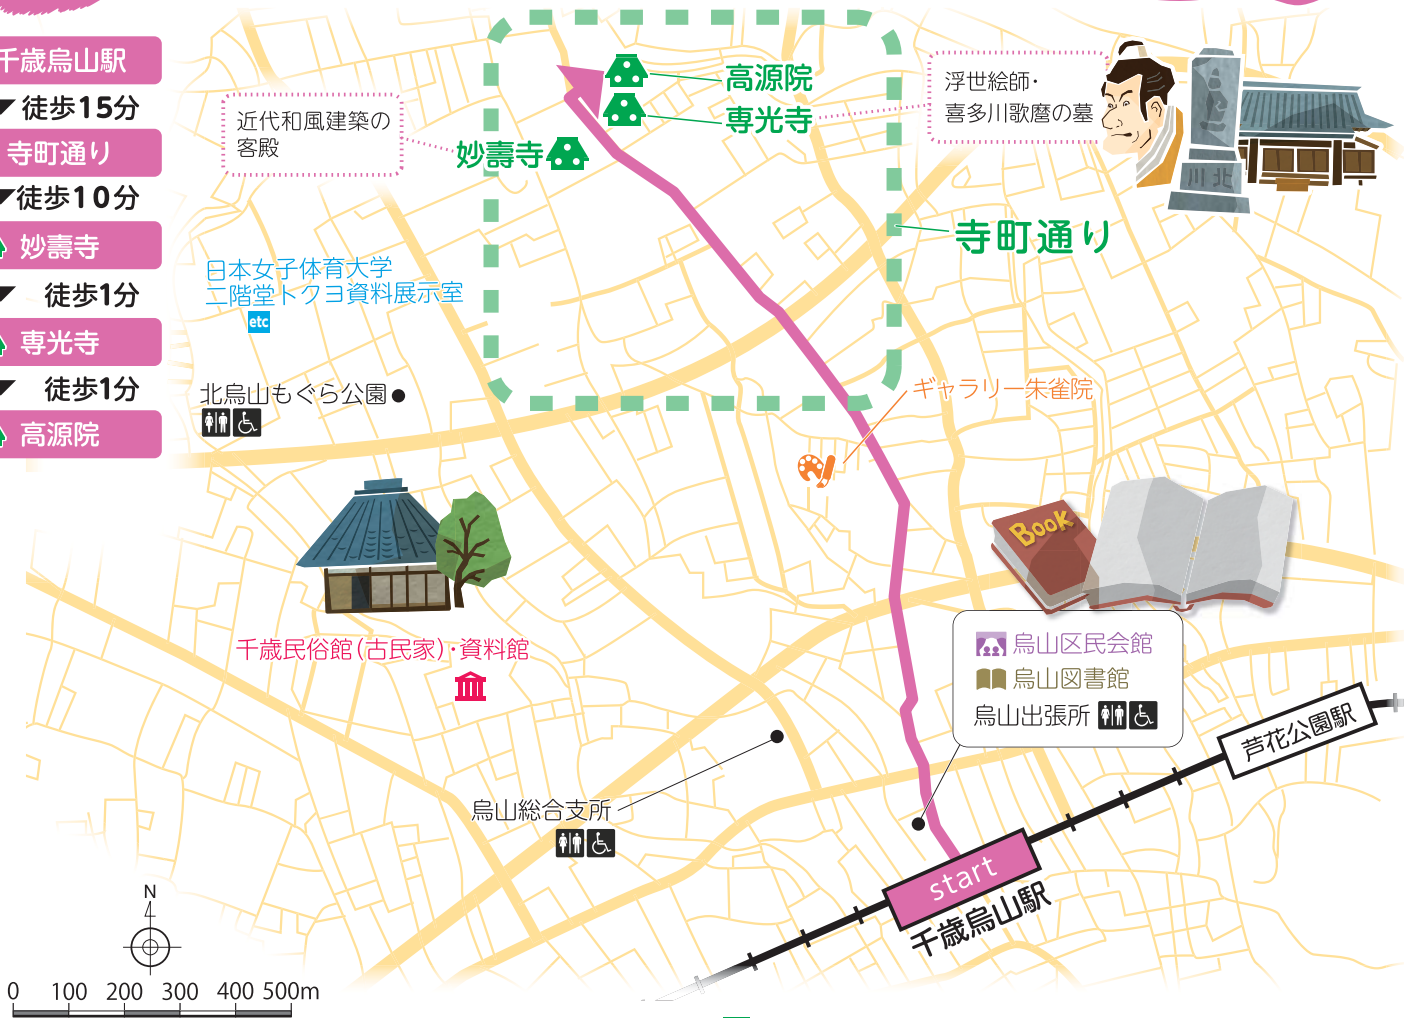 千歳烏山駅
徒歩15分
寺町通り
徒歩10分
妙壽寺
徒歩1分
専光寺
徒歩1分
高源院
近代和風建築の
客殿
妙壽寺
高源院
専光寺
浮世絵師・
喜多川歌麿の墓
北川
寺町通り
日本女子体育大学
二階堂トクヨ資料展示室
etc
北烏山もぐら公園
ギャラリー朱雀院
Book
千歳民俗館(古民家)・資料館
烏山区民会館
烏山図書館
烏山出張所
芦花公園駅
烏山総合支所
start
千歳烏山駅
N
0 100 200 300 400 500m